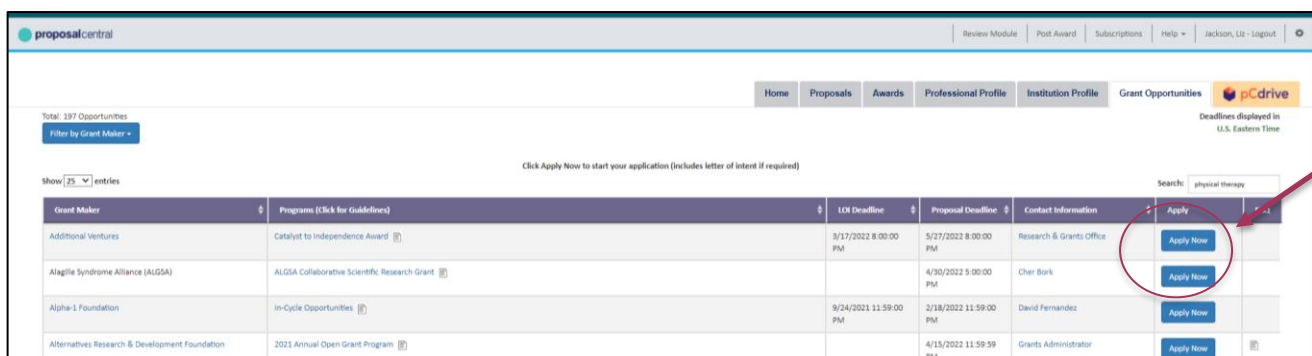 proposalcentral
Review Module Post Award Subscriptions Help Jackson, Liz - Logout
Home Proposals Awards Professional Profile Institution Profile Grant Opportunities pCdrive
Total: 197 Opportunities
Deadlines displayed in
Filter by Grant Maker
U.S. Eastern Time
Click Apply Now to start your application (includes letter of intent if required)
Show 25 entries
Search: physical therapy
Grant Maker Programs (Click for Guidelines) LOI Deadline Proposal Deadline Contact Information Apply
Additional Ventures Catalyst to Independence Award 3/17/2022 8:00:00 5/27/2022 8:00:00 Research & Grants Office Apply Now
PM PM
Alagille Syndrome Alliance (ALGSA) ALGSA Collaborative Scientific Research Grant 4/30/2022 5:00:00 Cher Bork Apply Now
PM
Alpha-1 Foundation In-Cycle Opportunities 9/24/2021 11:59:00 2/18/2022 11:59:00 David Fernandez Apply Now
PM PM
Alternatives Research & Development Foundation 2021 Annual Open Grant Program 4/15/2022 11:59:59 Grants Administrator Apply Now